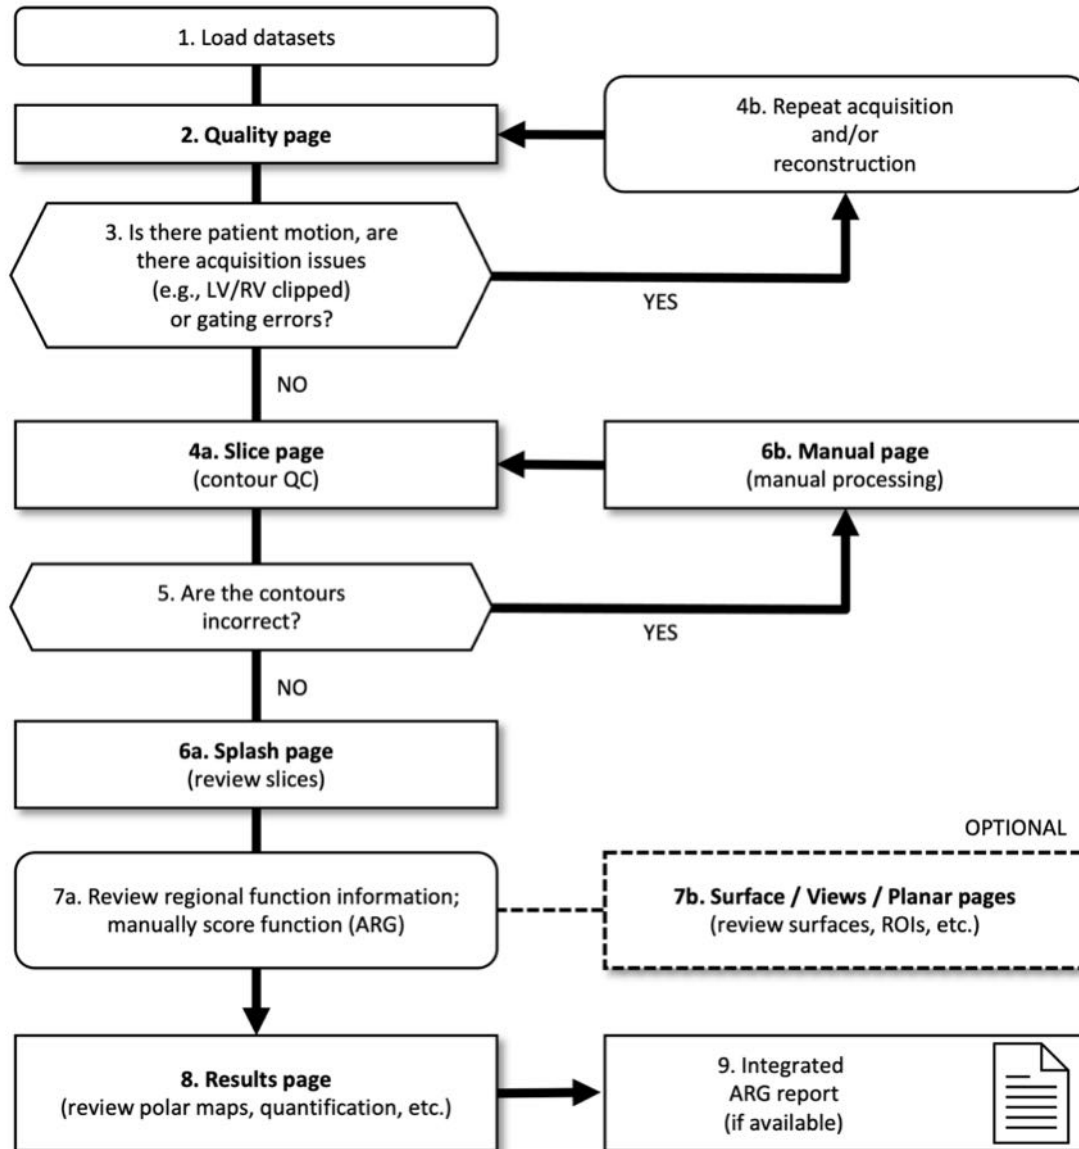 1. Load datasets
2. Quality page
4b. Repeat acquisition
and/or
reconstruction
3. Is there patient motion, are
there acquisition issues
(e.g., LV/RV clipped)
or gating errors?
YES
NO
4a. Slice page
(contour QC)
6b. Manual page
(manual processing)
5. Are the contours
incorrect?
YES
NO
6a. Splash page
(review slices)
OPTIONAL
7a. Review regional function information;
manually score function (ARG)
7b. Surface / Views / Planar pages
(review surfaces, ROIs, etc.)
8. Results page
(review polar maps, quantification, etc.)
9. Integrated
ARG report
(if available)